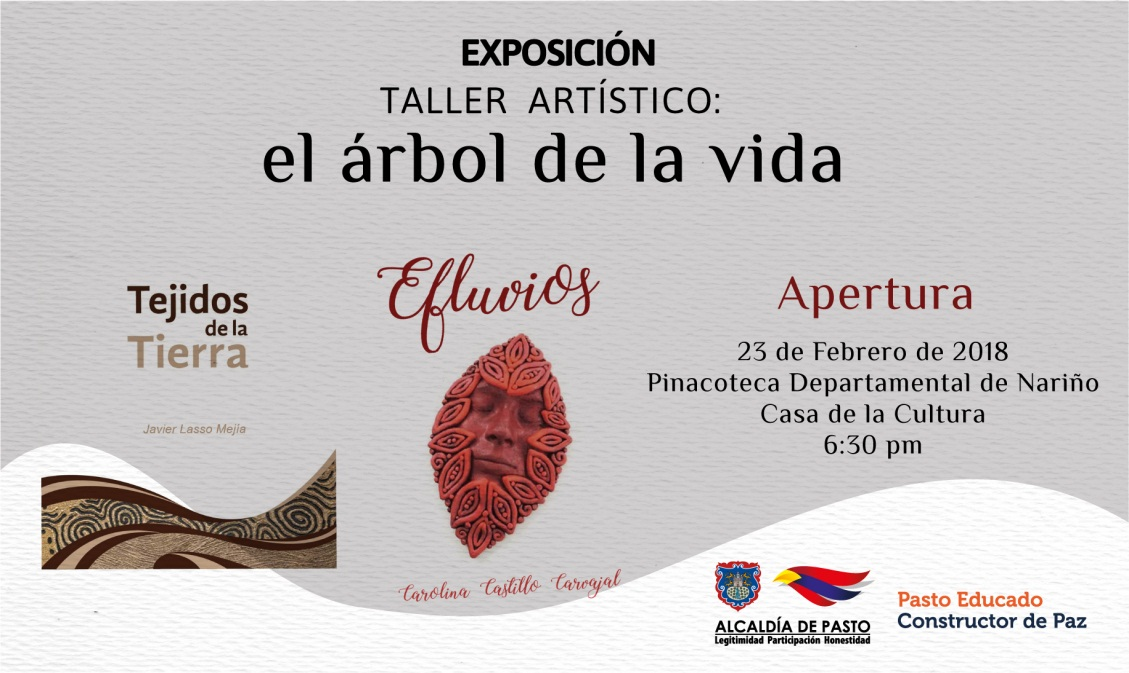 EXPOSICIÓN
TALLER ARTÍSTICO:
el árbol de la vida
Tejidos
de la
Tierra
Javier Lasso Mejía
Efluvios
Carolina Castillo Carvajal
Apertura
23 de Febrero de 2018
Pinacoteca Departamental de Nariño
Casa de la Cultura
6:30 pm
ALCALDÍA DE PASTO
Legitimidad Participación Honestidad
Pasto Educado
Constructor de Paz